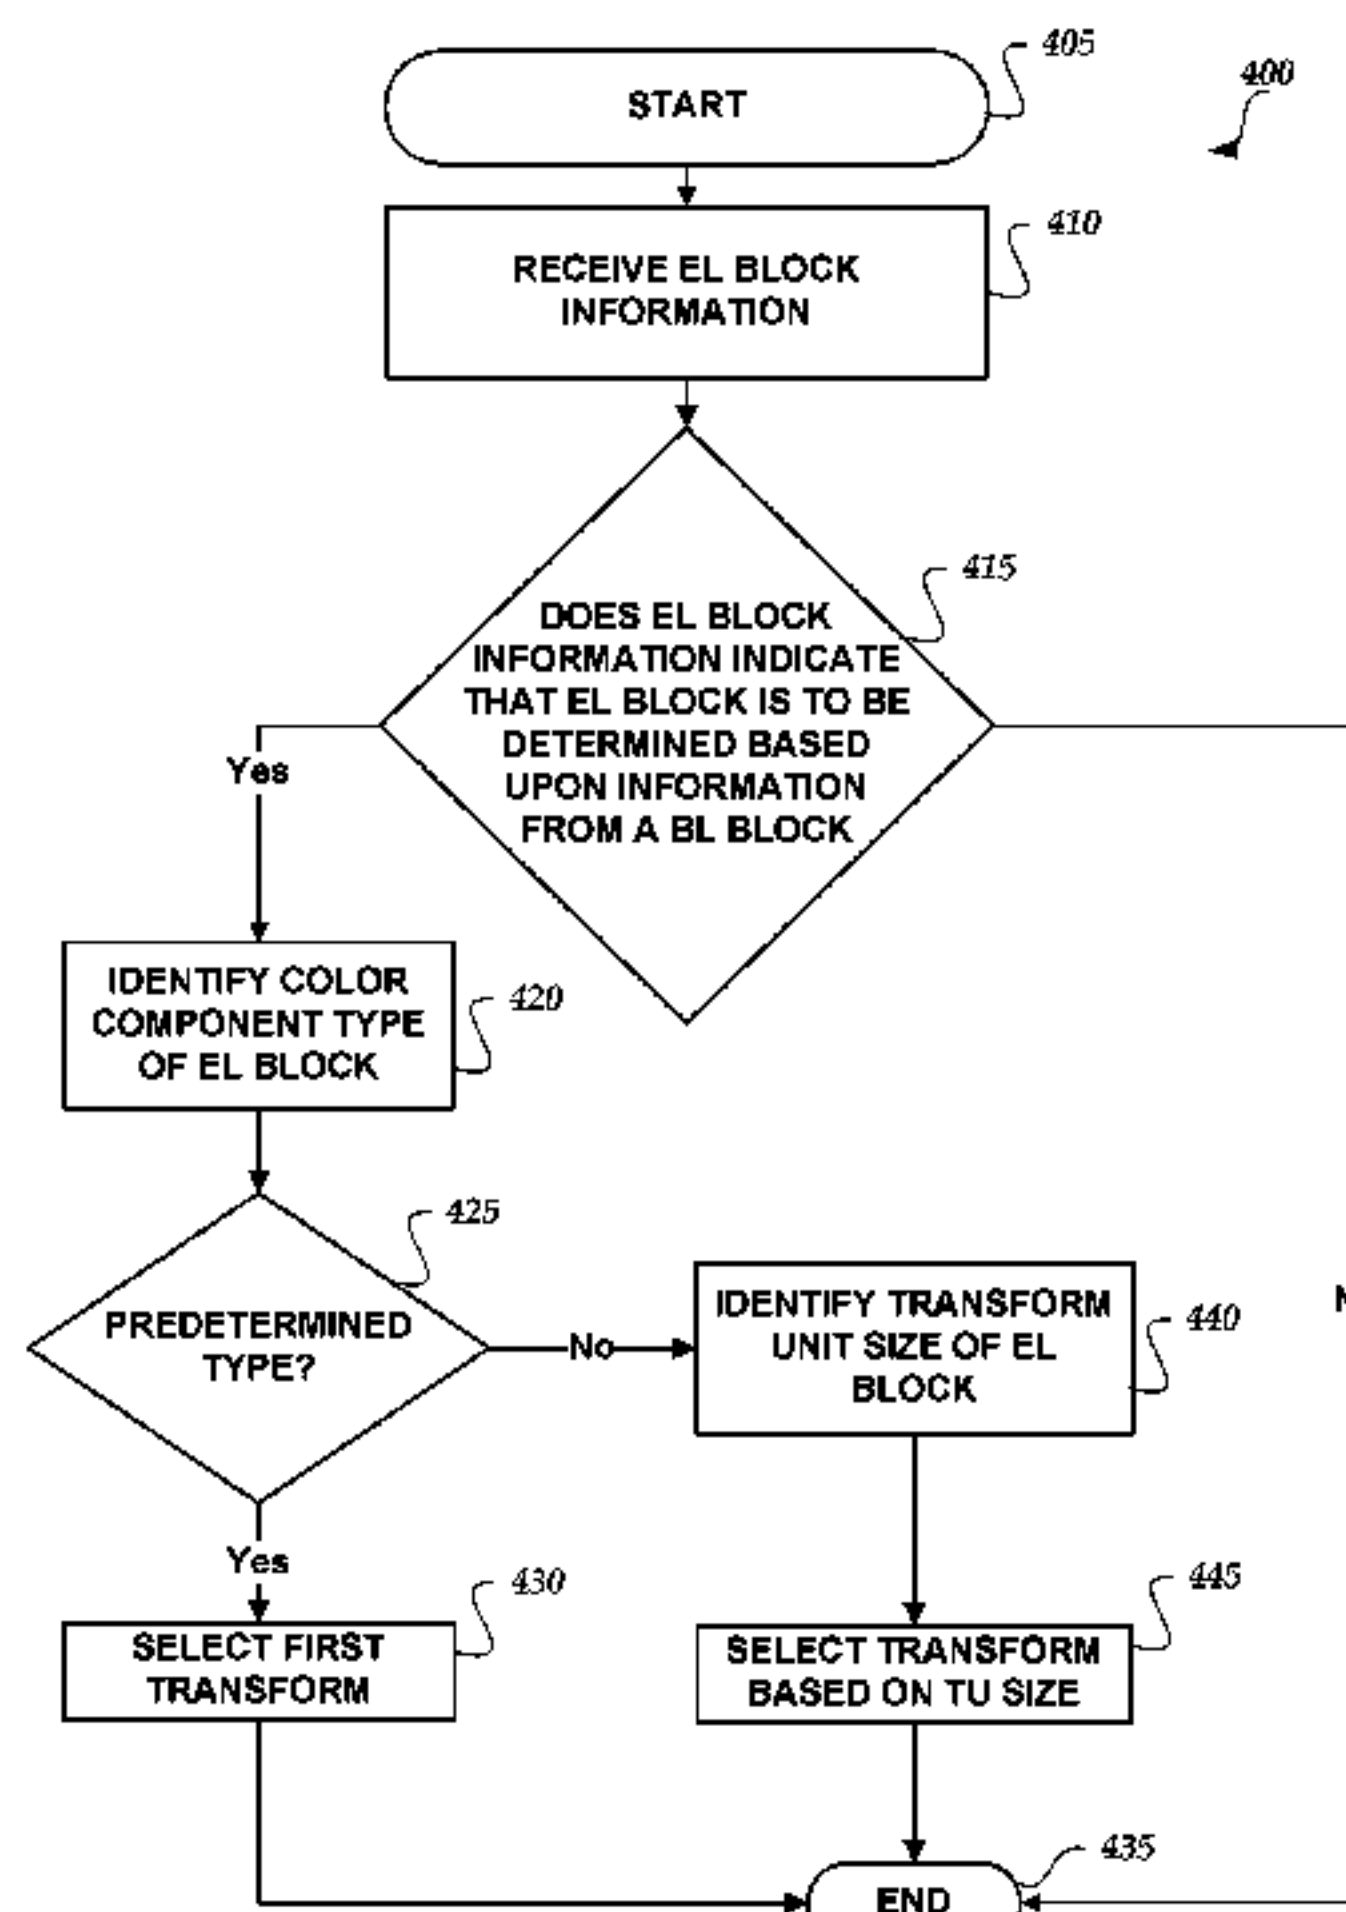 405
400
START
410
RECEIVE EL BLOCK
INFORMATION
415
DOES EL BLOCK
INFORMATION INDICATE
THAT EL BLOCK IS TO BE
DETERMINED BASED
UPON INFORMATION
FROM A BL BLOCK
Yes
IDENTIFY COLOR
COMPONENT TYPE
OF EL BLOCK
420
425
PREDETERMINED
TYPE?
No
IDENTIFY TRANSFORM
UNIT SIZE OF EL
BLOCK
440
Yes
430
SELECT FIRST
TRANSFORM
445
SELECT TRANSFORM
BASED ON TU SIZE
435
END